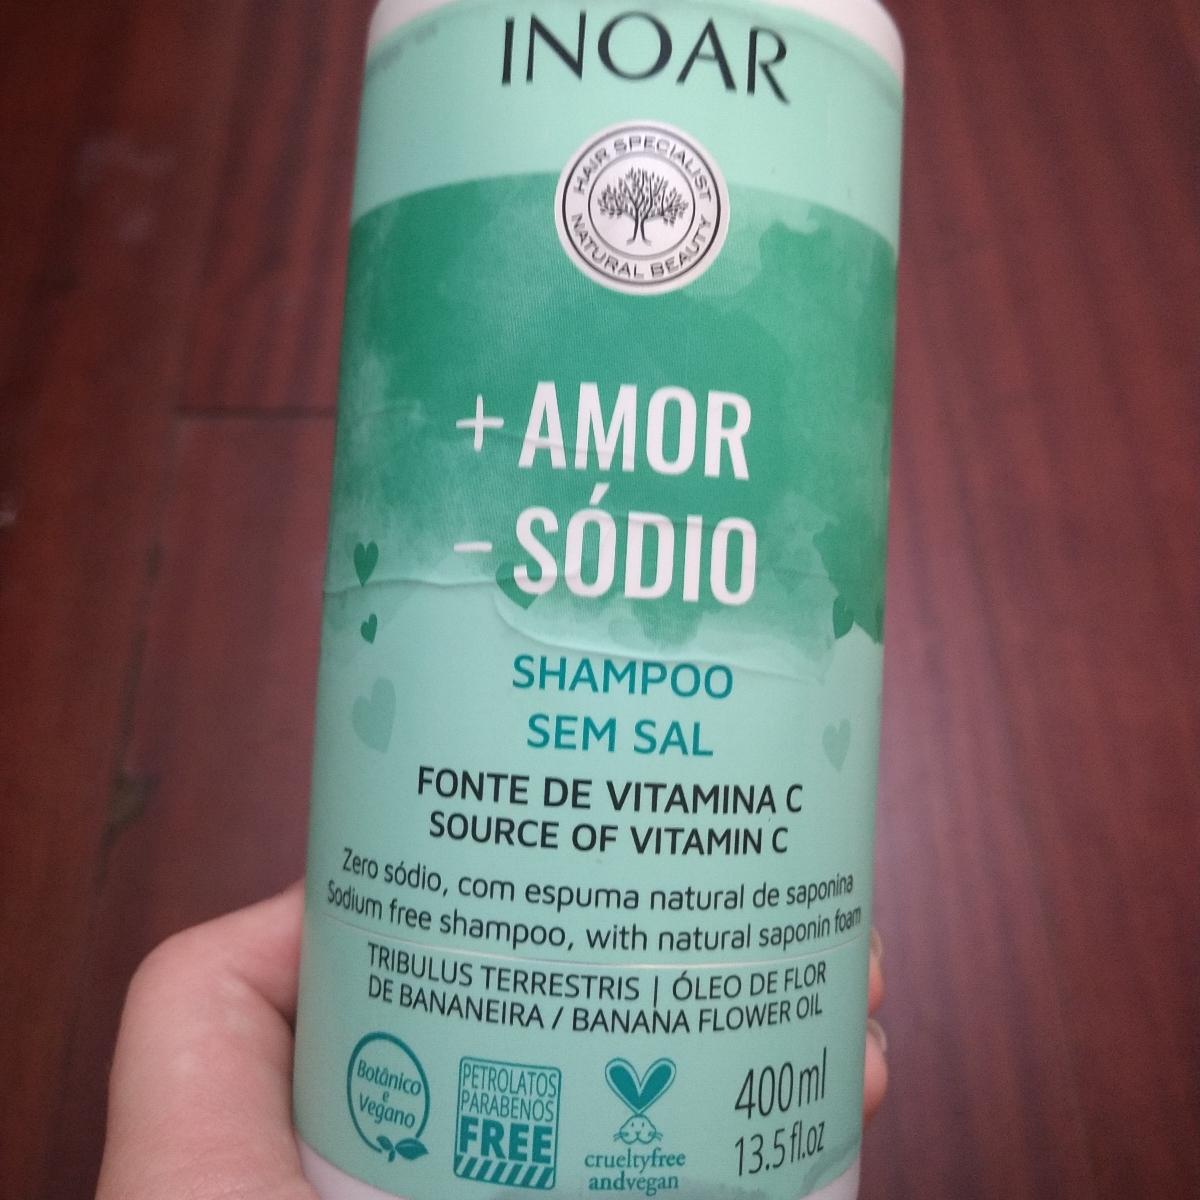 INOAR
HAIR SPECIALIST
NATURAL BEAUTY
+ AMOR
- SÓDIO
SHAMPOO
SEM SAL
FONTE DE VITAMINA C
SOURCE OF VITAMIN C
Zero sódio, com espuma natural de saponina
Sodium free shampoo, with natural saponin foam
TRIBULUS TERRESTRIS | ÓLEO DE FLOR
DE BANANEIRA / BANANA FLOWER OIL
Botânico
e
Vegano
PETROLATOS
PARABENOS
FREE
crueltyfree
andvegan
400ml
13.5fl.oz